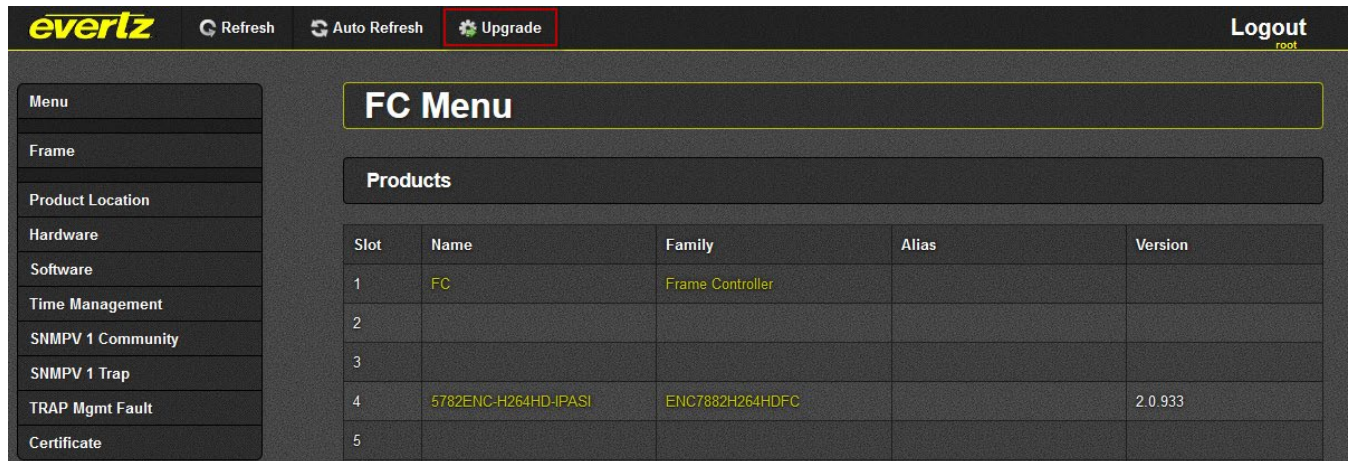 evertz Refresh Auto Refresh Upgrade Logout
root
Menu
Frame
Product Location
Hardware
Software
Time Management
SNMPV 1 Community
SNMPV 1 Trap
TRAP Mgmt Fault
Certificate
FC Menu
Products
Slot Name Family Alias Version
1 FC Frame Controller
2
3
4 5782ENC-H264HD-IPASI ENC7882H264HDFC 2.0.933
5